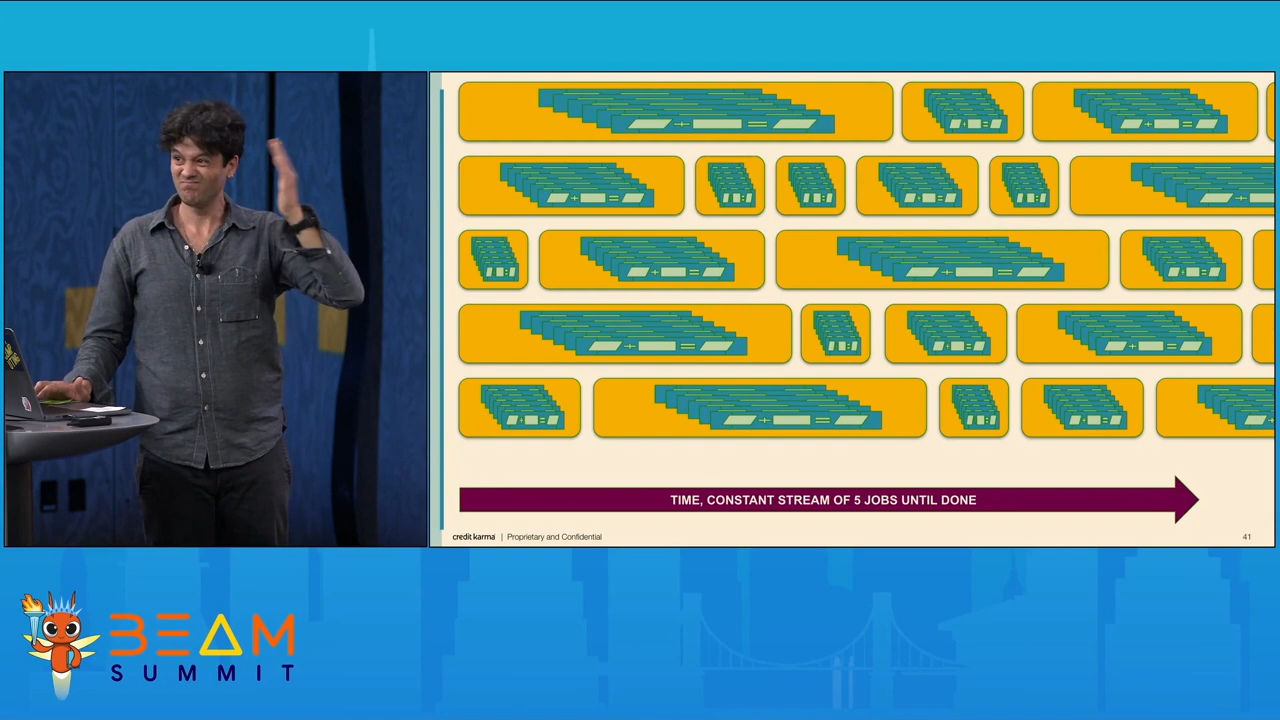 TIME, CONSTANT STREAM OF 5 JOBS UNTIL DONE
credit karma | Proprietary and Confidential
41
BEAM
SUMMIT